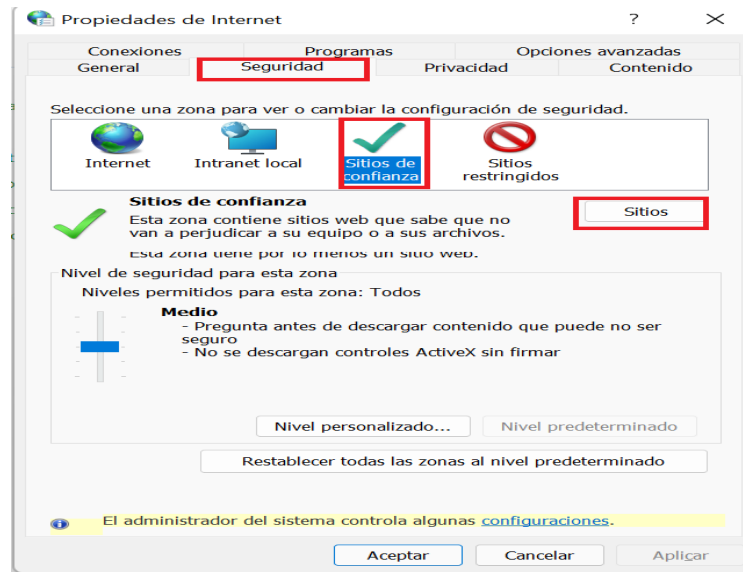 Propiedades de Internet ? ✕
Conexiones Programas Opciones avanzadas
General Seguridad Privacidad Contenido
Seleccione una zona para ver o cambiar la configuración de seguridad.
Internet Intranet local Sitios de confianza Sitios restringidos
Sitios de confianza
Sitios
Esta zona contiene sitios web que sabe que no
van a perjudicar a su equipo o a sus archivos.
Esta zona tiene por lo menos un sitio web.
Nivel de seguridad para esta zona
Niveles permitidos para esta zona: Todos
Medio
- Pregunta antes de descargar contenido que puede no ser
seguro
- No se descargan controles ActiveX sin firmar
Nivel personalizado... Nivel predeterminado
Restablecer todas las zonas al nivel predeterminado
El administrador del sistema controla algunas configuraciones.
Aceptar Cancelar Aplicar